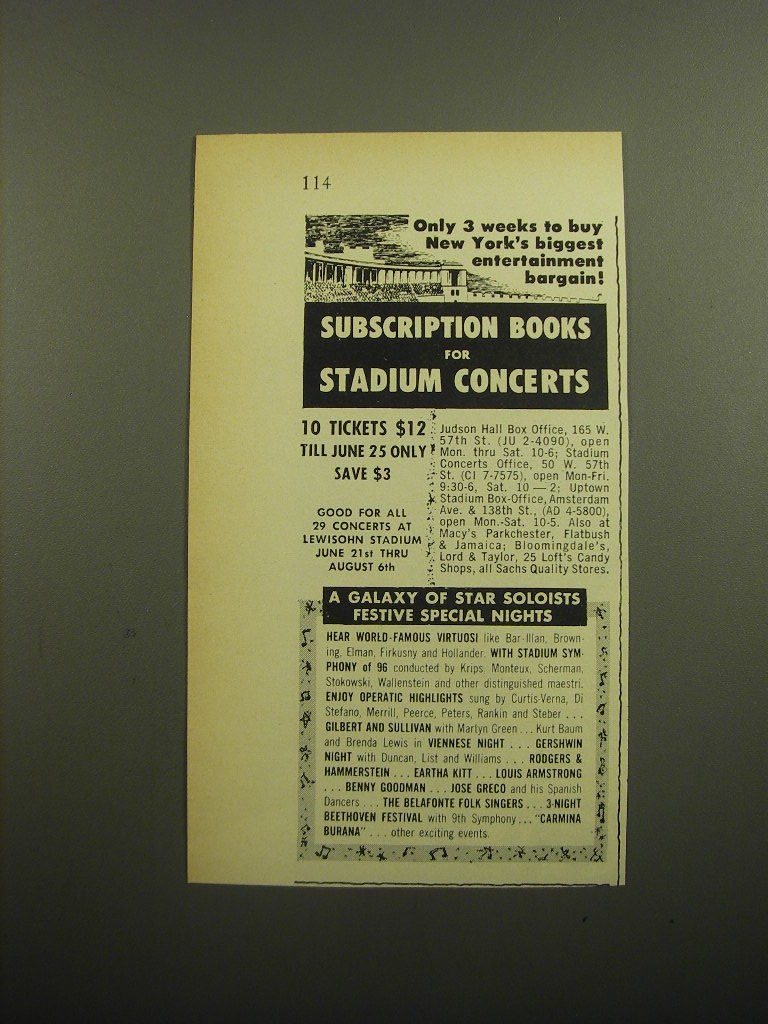 114
Only 3 weeks to buy
New York's biggest
entertainment
bargain!
SUBSCRIPTION BOOKS
FOR
STADIUM CONCERTS
10 TICKETS $12
TILL JUNE 25 ONLY
SAVE $3
GOOD FOR ALL
29 CONCERTS AT
LEWISOHN STADIUM
JUNE 21st THRU
AUGUST 6th
Judson Hall Box Office, 165 W.
57th St. (JU 2-4090), open
Mon. thru Sat. 10-6; Stadium
Concerts Office, 50 W. 57th
St. (CI 7-7575), open Mon-Fri.
9:30-6, Sat. 10 — 2; Uptown
Stadium Box-Office, Amsterdam
Ave. & 138th St., (AD 4-5800),
open Mon.-Sat. 10-5. Also at
Macy's Parkchester, Flatbush
& Jamaica; Bloomingdale's,
Lord & Taylor, 25 Loft's Candy
Shops, all Sachs Quality Stores.
A GALAXY OF STAR SOLOISTS
FESTIVE SPECIAL NIGHTS
HEAR WORLD-FAMOUS VIRTUOSI like Bar-Illan, Brown-
ing, Elman, Firkusny and Hollander. WITH STADIUM SYM-
PHONY of 96 conducted by Krips, Monteux, Scherman,
Stokowski, Wallenstein and other distinguished maestri.
ENJOY OPERATIC HIGHLIGHTS sung by Curtis-Verna, Di
Stefano, Merrill, Peerce, Peters, Rankin and Steber . . .
GILBERT AND SULLIVAN with Martyn Green . . . Kurt Baum
and Brenda Lewis in VIENNESE NIGHT . . . GERSHWIN
NIGHT with Duncan, List and Williams . . . RODGERS &
HAMMERSTEIN . . . EARTHA KITT . . . LOUIS ARMSTRONG
. . . BENNY GOODMAN . . . JOSE GRECO and his Spanish
Dancers . . . THE BELAFONTE FOLK SINGERS . . . 3-NIGHT
BEETHOVEN FESTIVAL with 9th Symphony . . . "CARMINA
BURANA" . . . other exciting events.